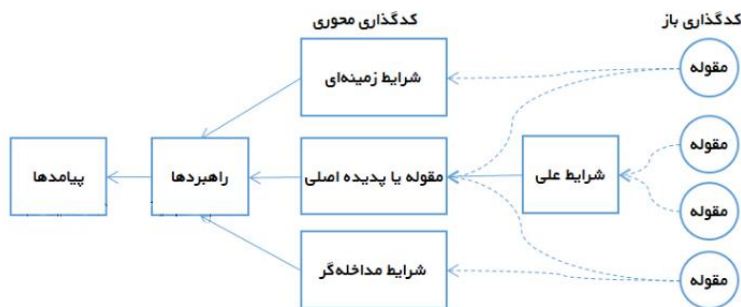 کدگذاری باز
کدگذاری محوری
مقوله
شرایط زمینه‌ای
مقوله
شرایط علی
مقوله یا پدیده اصلی
راهبردها
پیامدها
مقوله
شرایط مداخله‌گر
مقوله